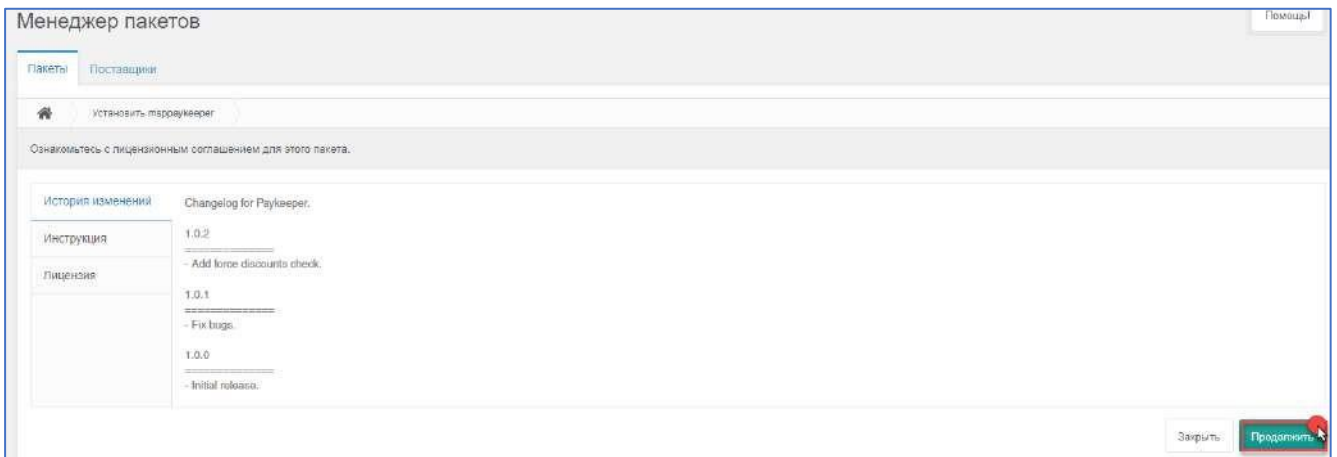 Менеджер пакетов
Помощь!
Пакеты Поставщики
Установить msppaykeeper
Ознакомьтесь с лицензионным соглашением для этого пакета.
История изменений
Инструкция
Лицензия
Changelog for Paykeeper.
1.0.2
==============
- Add force discounts check.
1.0.1
==============
- Fix bugs.
1.0.0
==============
- Initial release.
Закрыть Продолжить